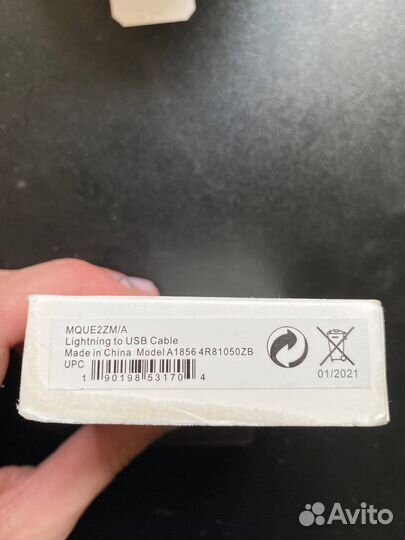 MQUE2ZM/A
Lightning to USB Cable
Made in China Model A1856 4R81050ZB
UPC
1 90198 53170 4
01/2021
Avito